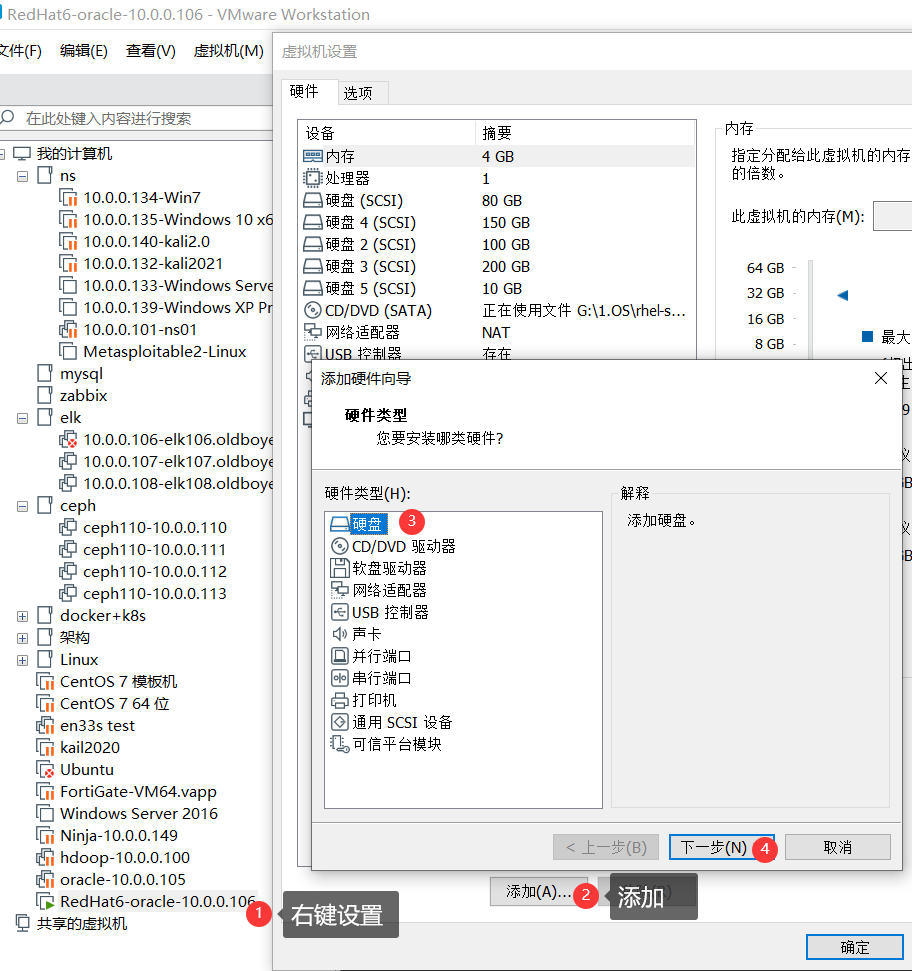 RedHat6-oracle-10.0.0.106 - VMware Workstation
文件(F) 编辑(E) 查看(V) 虚拟机(M)
在此处键入内容进行搜索
我的计算机
ns
10.0.0.134-Win7
10.0.0.135-Windows 10 x6
10.0.0.140-kali2.0
10.0.0.132-kali2021
10.0.0.133-Windows Serve
10.0.0.139-Windows XP Pr
10.0.0.101-ns01
Metasploitable2-Linux
mysql
zabbix
elk
10.0.0.106-elk106.oldboye
10.0.0.107-elk107.oldboye
10.0.0.108-elk108.oldboye
ceph
ceph110-10.0.0.110
ceph110-10.0.0.111
ceph110-10.0.0.112
ceph110-10.0.0.113
docker+k8s
架构
Linux
CentOS 7 模板机
CentOS 7 64 位
en33s test
kail2020
Ubuntu
FortiGate-VM64.vapp
Windows Server 2016
Ninja-10.0.0.149
hdoop-10.0.0.100
oracle-10.0.0.105
RedHat6-oracle-10.0.0.106
共享的虚拟机
1 右键设置
虚拟机设置
硬件 选项
设备 摘要
内存 4 GB
处理器 1
硬盘 (SCSI) 80 GB
硬盘 4 (SCSI) 150 GB
硬盘 2 (SCSI) 100 GB
硬盘 3 (SCSI) 200 GB
硬盘 5 (SCSI) 10 GB
CD/DVD (SATA) 正在使用文件 G:\1.OS\rhel-s...
网络适配器 NAT
USB 控制器 存在
内存
指定分配给此虚拟机的内存
的倍数。
此虚拟机的内存(M):
64 GB
32 GB
16 GB
8 GB
最大
添加硬件向导
硬件类型
您要安装哪类硬件?
硬件类型(H):
硬盘 3
CD/DVD 驱动器
软盘驱动器
网络适配器
USB 控制器
声卡
并行端口
串行端口
打印机
通用 SCSI 设备
可信平台模块
解释
添加硬盘。
< 上一步(B) 下一步(N) 4 取消
添加(A)... 2 添加
确定